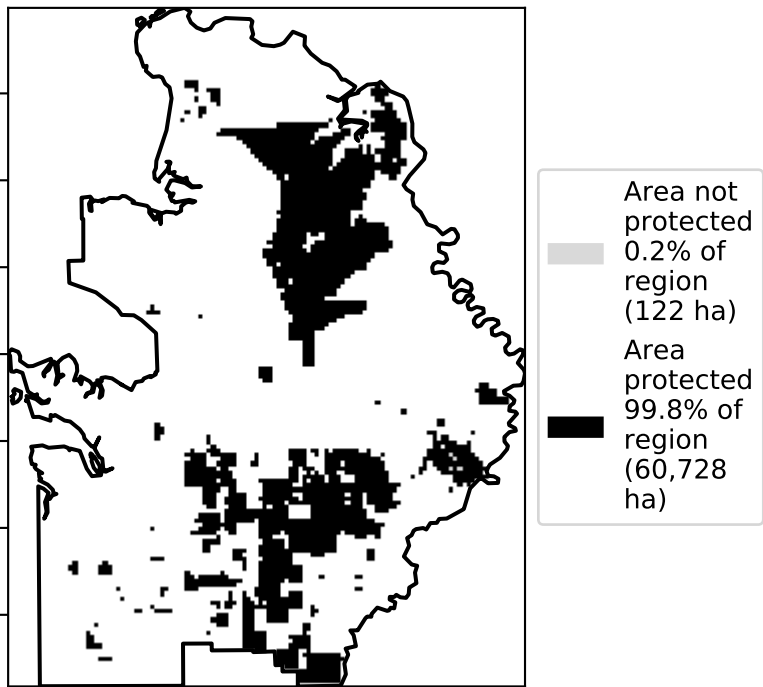 Area not
protected
0.2% of
region
(122 ha)
Area
protected
99.8% of
region
(60,728
ha)